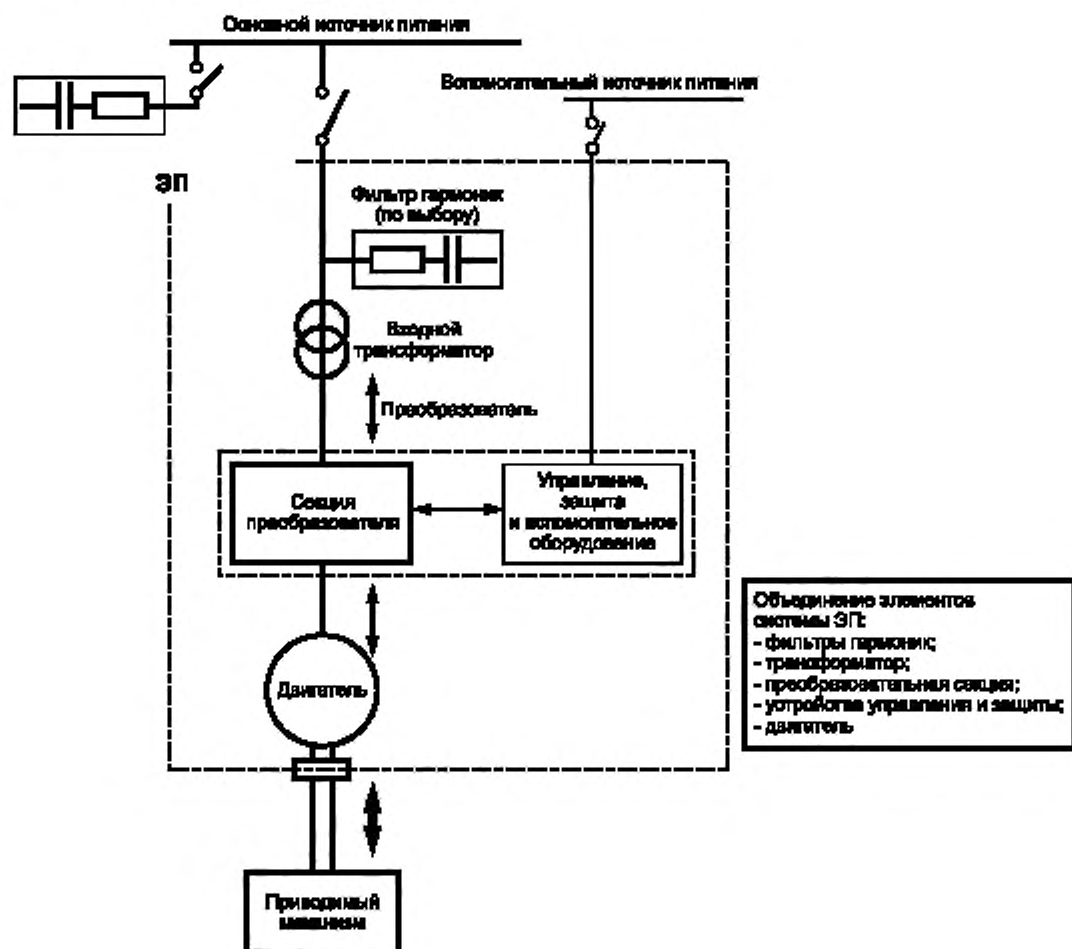 Основной источник питания
Вспомогательный источник питания
ЭП
Фильтр гармоник
(по выбору)
Входной
трансформатор
Преобразователь
Секция
преобразователя
Управление,
защита
и вспомогательное
оборудование
Объединение элементов
системы ЭП:
- фильтры гармоник;
- трансформатор;
- преобразовательная секция;
- устройства управления и защиты;
- двигатель
Двигатель
Приводимый
механизм